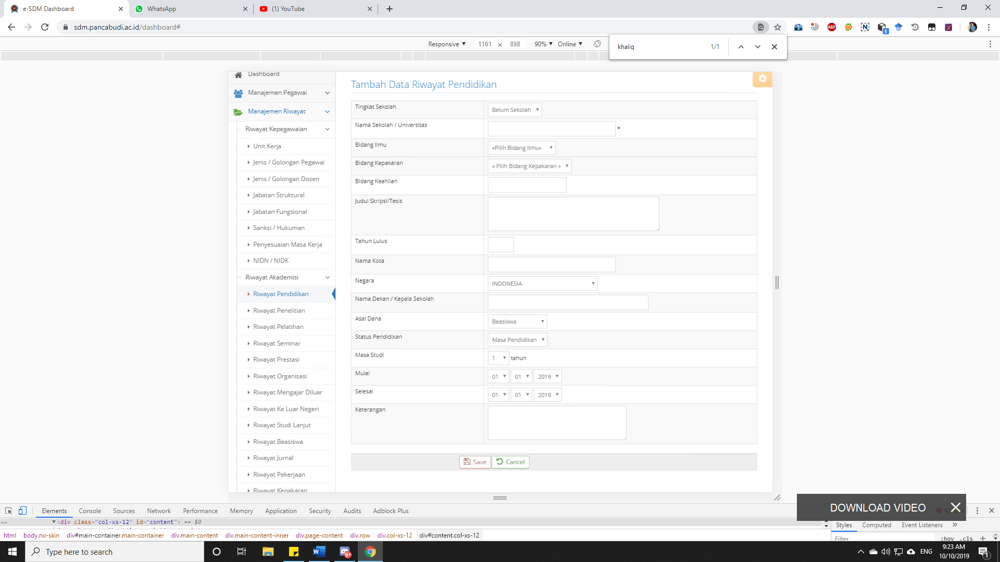 e-SDM Dashboard
WhatsApp
(1) YouTube
sdm.pancabudi.ac.id/dashboard#
ABP
1
Responsive ▼ 1161 x 898 90% ▼ Online ▼
khaliq 1/1
Dashboard
Manajemen Pegawai
Manajemen Riwayat
Riwayat Kepegawaian
Unit Kerja
Jenis / Golongan Pegawai
Jenis / Golongan Dosen
Jabatan Struktural
Jabatan Fungsional
Sanksi / Hukuman
Penyesuaian Masa Kerja
NIDN / NIDK
Riwayat Akademisi
Riwayat Pendidikan
Riwayat Penelitian
Riwayat Pelatihan
Riwayat Seminar
Riwayat Prestasi
Riwayat Organisasi
Riwayat Mengajar Diluar
Riwayat Ke Luar Negeri
Riwayat Studi Lanjut
Riwayat Beasiswa
Riwayat Jurnal
Riwayat Pekerjaan
Riwayat Kepakaran
Tambah Data Riwayat Pendidikan
Tingkat Sekolah Belum Sekolah
Nama Sekolah / Universitas *
Bidang Ilmu «Pilih Bidang Ilmu»
Bidang Kepakaran « Pilih Bidang Kepakaran »
Bidang Keahlian
Judul Skripsi/Tesis
Tahun Lulus
Nama Kota
Negara INDONESIA
Nama Dekan / Kepala Sekolah
Asal Dana Beasiswa
Status Pendidikan Masa Pendidikan
Masa Studi 1 tahun
Mulai 01 01 2019
Selesai 01 01 2019
Keterangan
Save Cancel
DOWNLOAD VIDEO
Elements Console Sources Network Performance Memory Application Security Audits Adblock Plus
... ▼<div class="col-xs-12" id="content"> == $0
html body.no-skin div#main-container.main-container div.main-content div.main-content-inner div.page-content div.row div.col-xs-12 div#content.col-xs-12
Styles Computed Event Listeners »
Filter :hov .cls +
Type here to search
9+
ENG
9:23 AM
10/10/2019
1